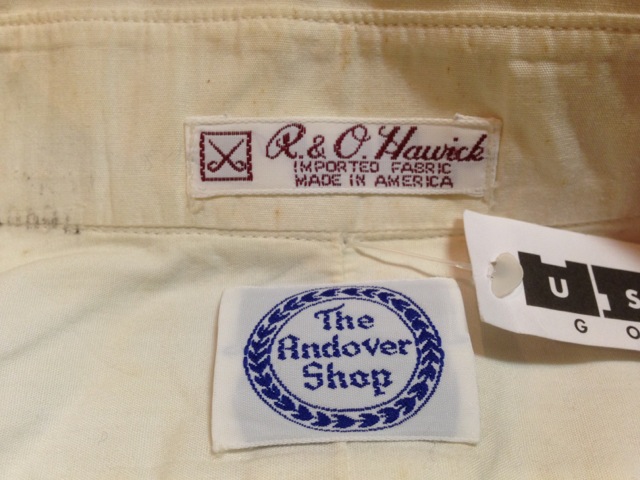 R. & O. Hawick
IMPORTED FABRIC
MADE IN AMERICA
The
Andover
Shop
U S
G O